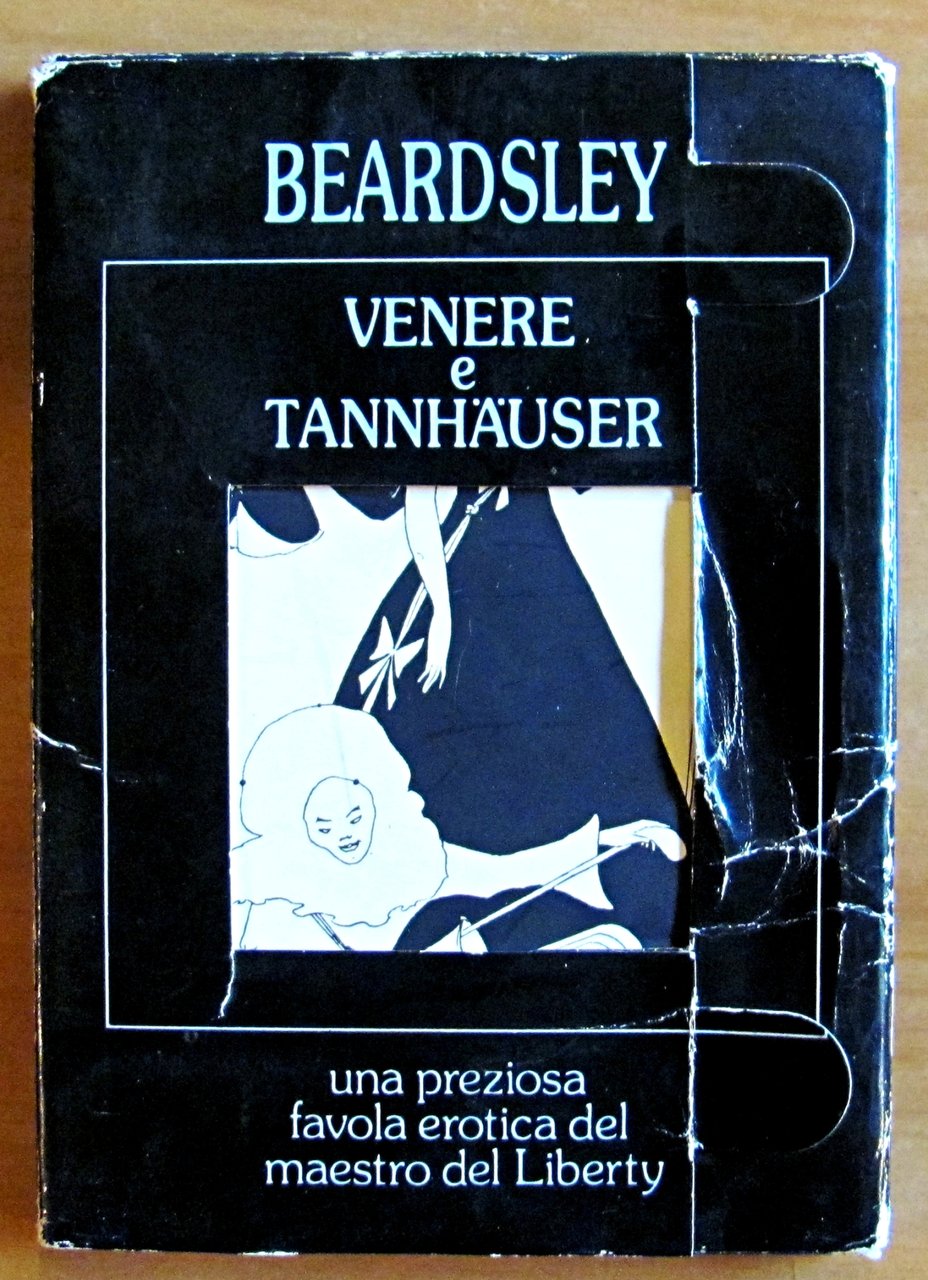 BEARDSLEY
VENERE
e
TANNHÄUSER
una preziosa
favola erotica del
maestro del Liberty